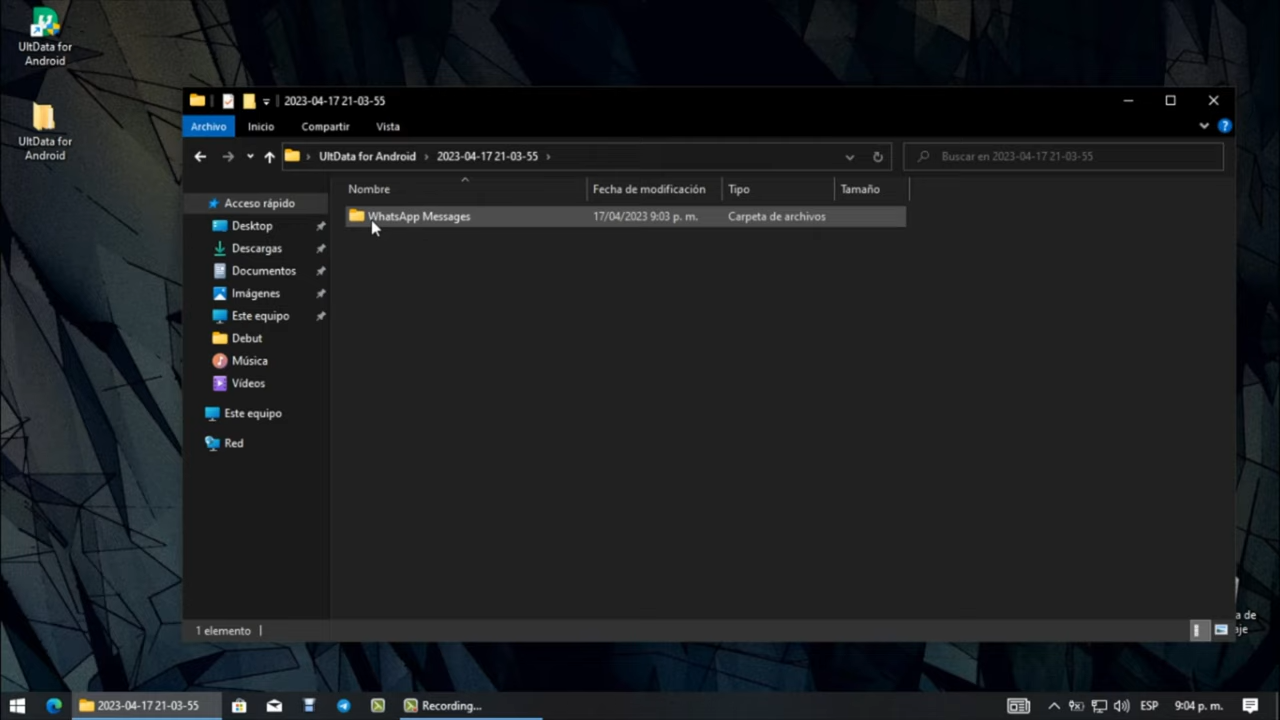 UltData for
Android
UltData for
Android
2023-04-17 21-03-55
Archivo Inicio Compartir Vista
UltData for Android 2023-04-17 21-03-55 Buscar en 2023-04-17 21-03-55
Nombre Fecha de modificación Tipo Tamaño
WhatsApp Messages 17/04/2023 9:03 p. m. Carpeta de archivos
Acceso rápido
Desktop
Descargas
Documentos
Imágenes
Este equipo
Debut
Música
Vídeos
Este equipo
Red
1 elemento
a de
aje
2023-04-17 21-03-55 Recording... ESP 9:04 p. m.